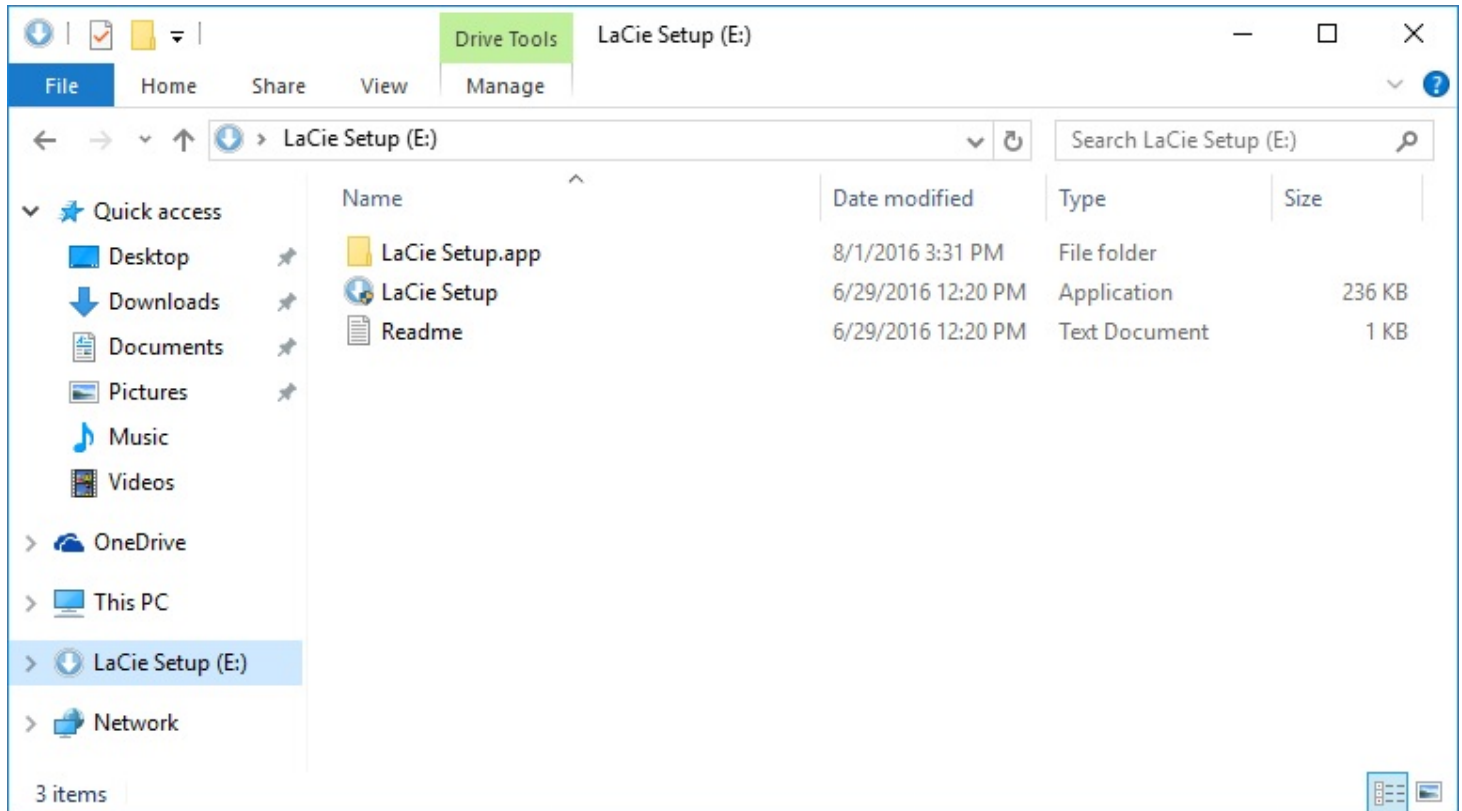 Drive Tools LaCie Setup (E:)
File Home Share View Manage
LaCie Setup (E:) Search LaCie Setup (E:)
Name Date modified Type Size
Quick access
Desktop
Downloads
Documents
Pictures
Music
Videos
OneDrive
This PC
LaCie Setup (E:)
Network
LaCie Setup.app 8/1/2016 3:31 PM File folder
LaCie Setup 6/29/2016 12:20 PM Application 236 KB
Readme 6/29/2016 12:20 PM Text Document 1 KB
3 items